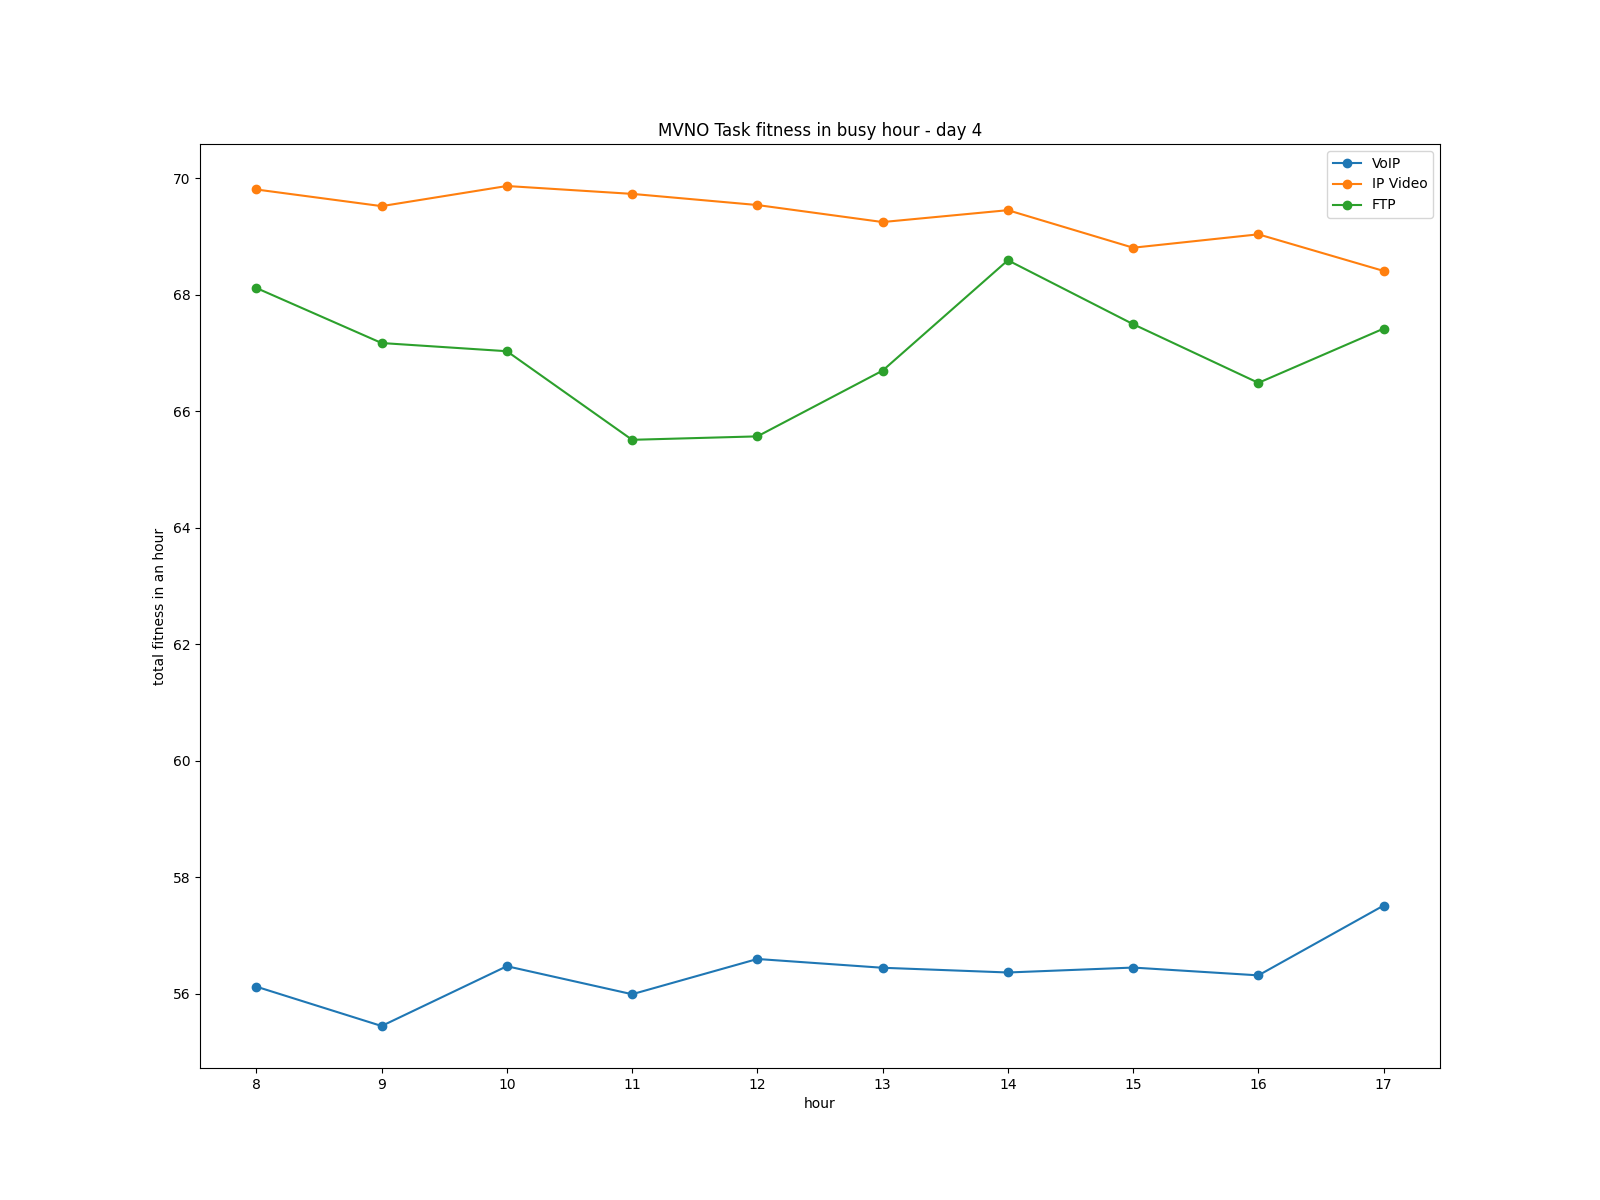 MVNO Task fitness in busy hour - day 4
VoIP
IP Video
FTP
70
68
66
64
62
60
58
56
total fitness in an hour
8 9 10 11 12 13 14 15 16 17
hour